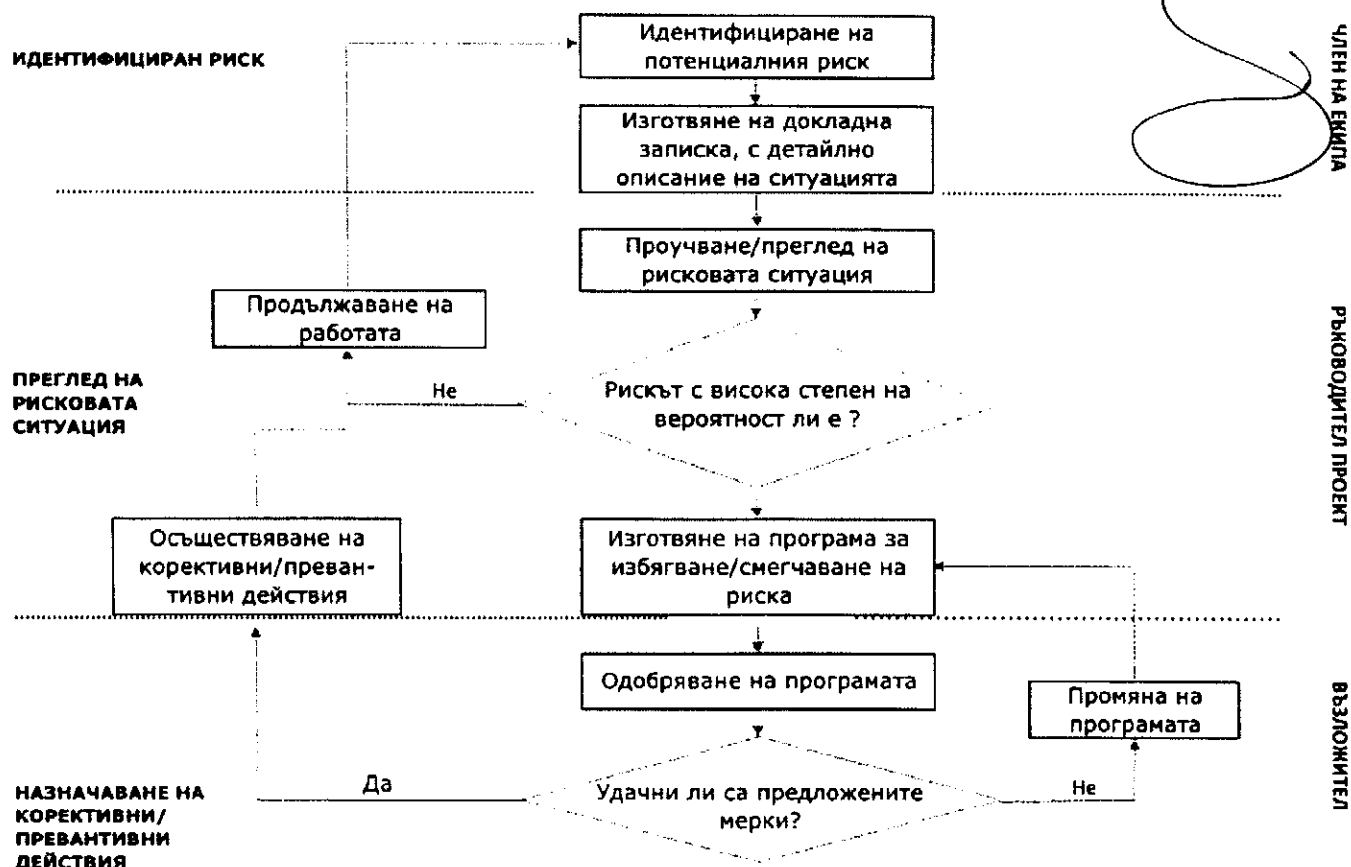 ИДЕНТИФИЦИРАН РИСК
Идентифициране на
потенциалния риск
Изготвяне на докладна
записка, с детайлно
описание на ситуацията
ЧЛЕН НА ЕКИПА
Проучване/преглед на
рисковата ситуация
Продължаване на
работата
ПРЕГЛЕД НА
РИСКОВАТА
СИТУАЦИЯ
Не
Рискът с висока степен на
вероятност ли е ?
РЪКОВОДИТЕЛ ПРОЕКТ
Осъществяване на
корективни/преван-
тивни действия
Изготвяне на програма за
избягване/смегчаване на
риска
Одобряване на програмата
Промяна на
програмата
ВЪЗЛОЖИТЕЛ
НАЗНАЧАВАНЕ НА
КОРЕКТИВНИ/
ПРЕВАНТИВНИ
ДЕЙСТВИЯ
Да
Удачни ли са предложените
мерки?
Не